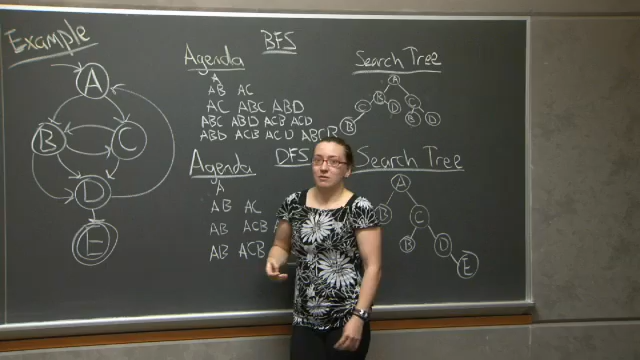 Example
A
B
C
D
E
BFS
Agenda
A
AB AC
AC ABC ABD
ABC ABD ACB ACD
ABD ACB ACD ABCB
Search Tree
A
C B C
D B D
B
DFS
Agenda
A
AB AC
AB ACB
AB ACB
Search Tree
A
B C
B D
E